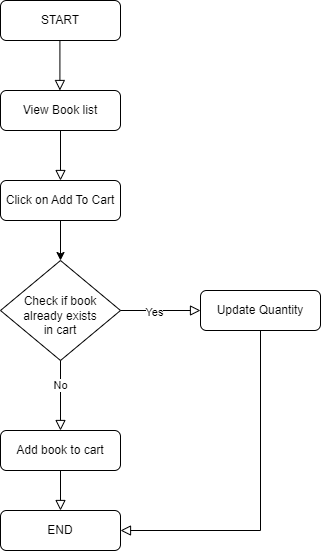 START
View Book list
Click on Add To Cart
Check if book
already exists
in cart
Yes
Update Quantity
No
Add book to cart
END